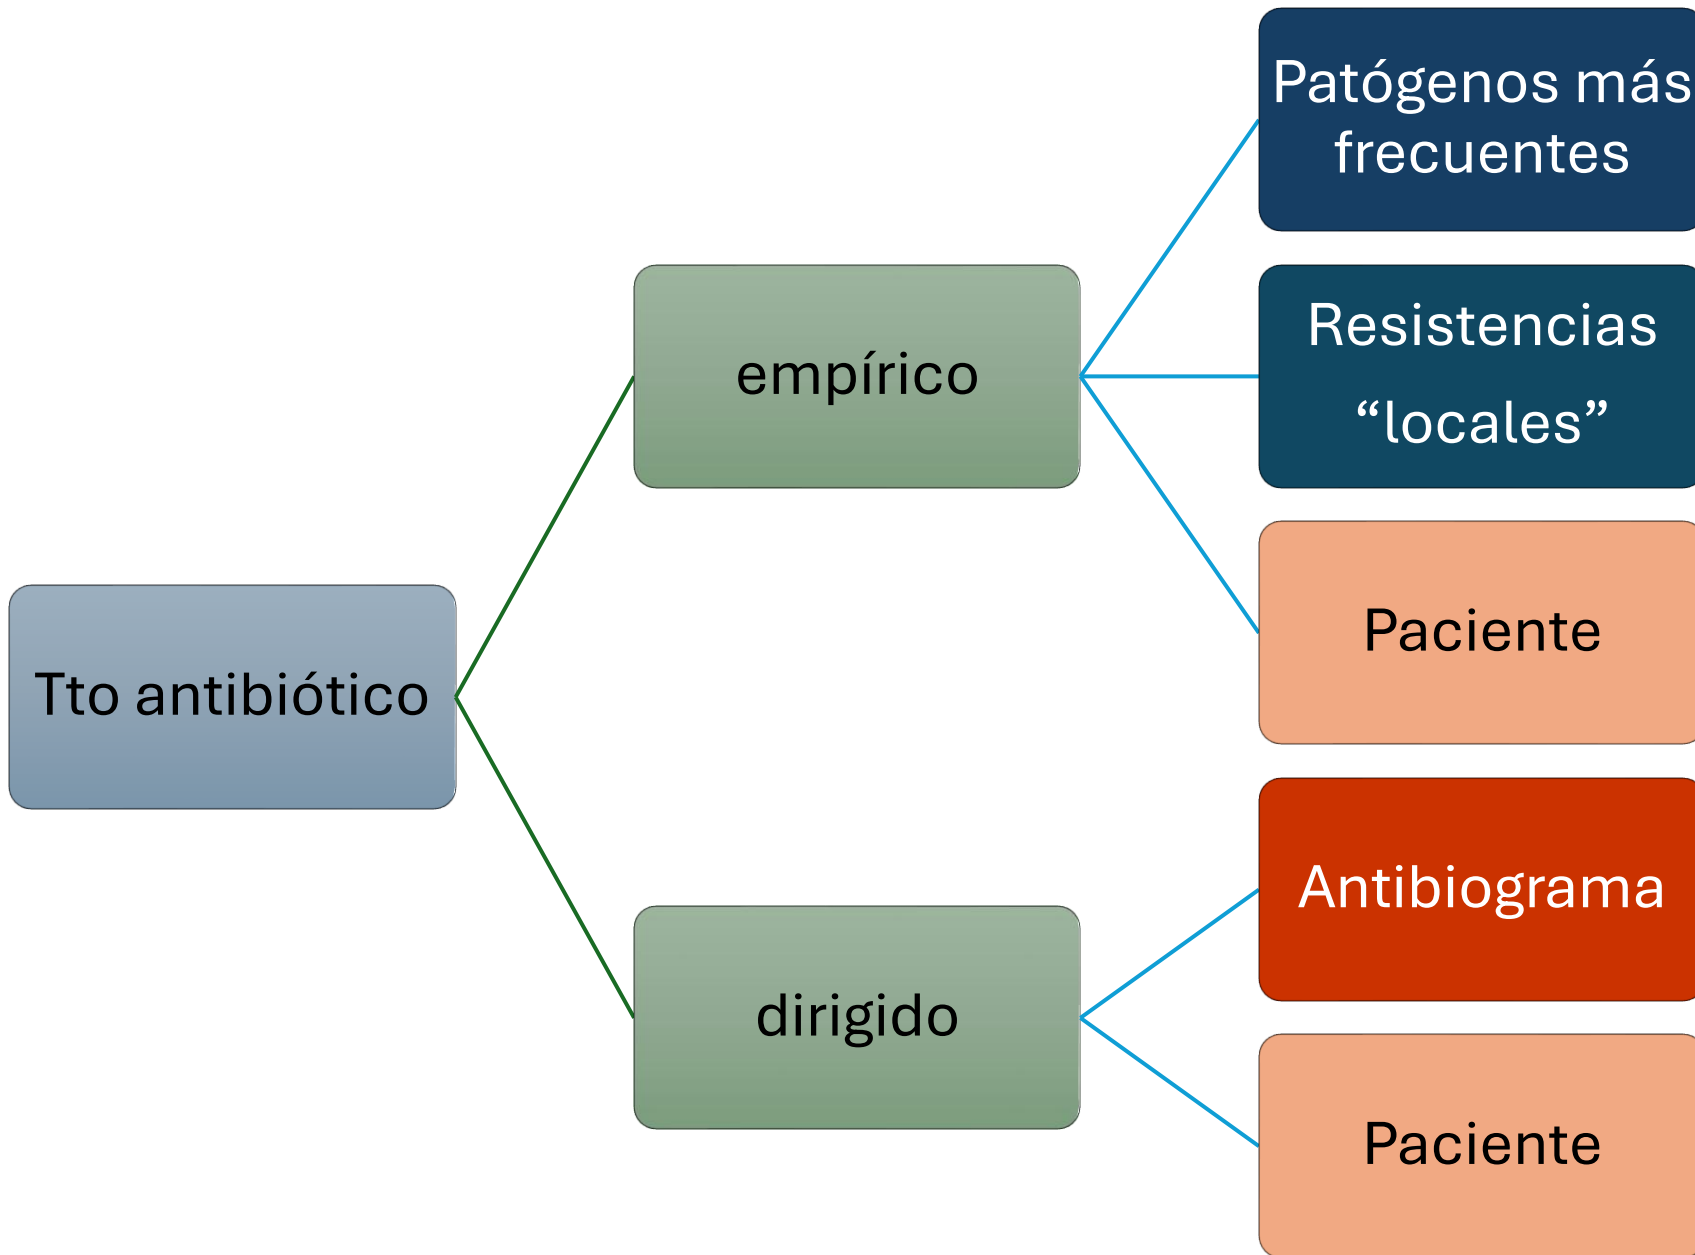 Patógenos más
frecuentes
Resistencias
“locales”
empírico
Paciente
Tto antibiótico
Antibiograma
dirigido
Paciente